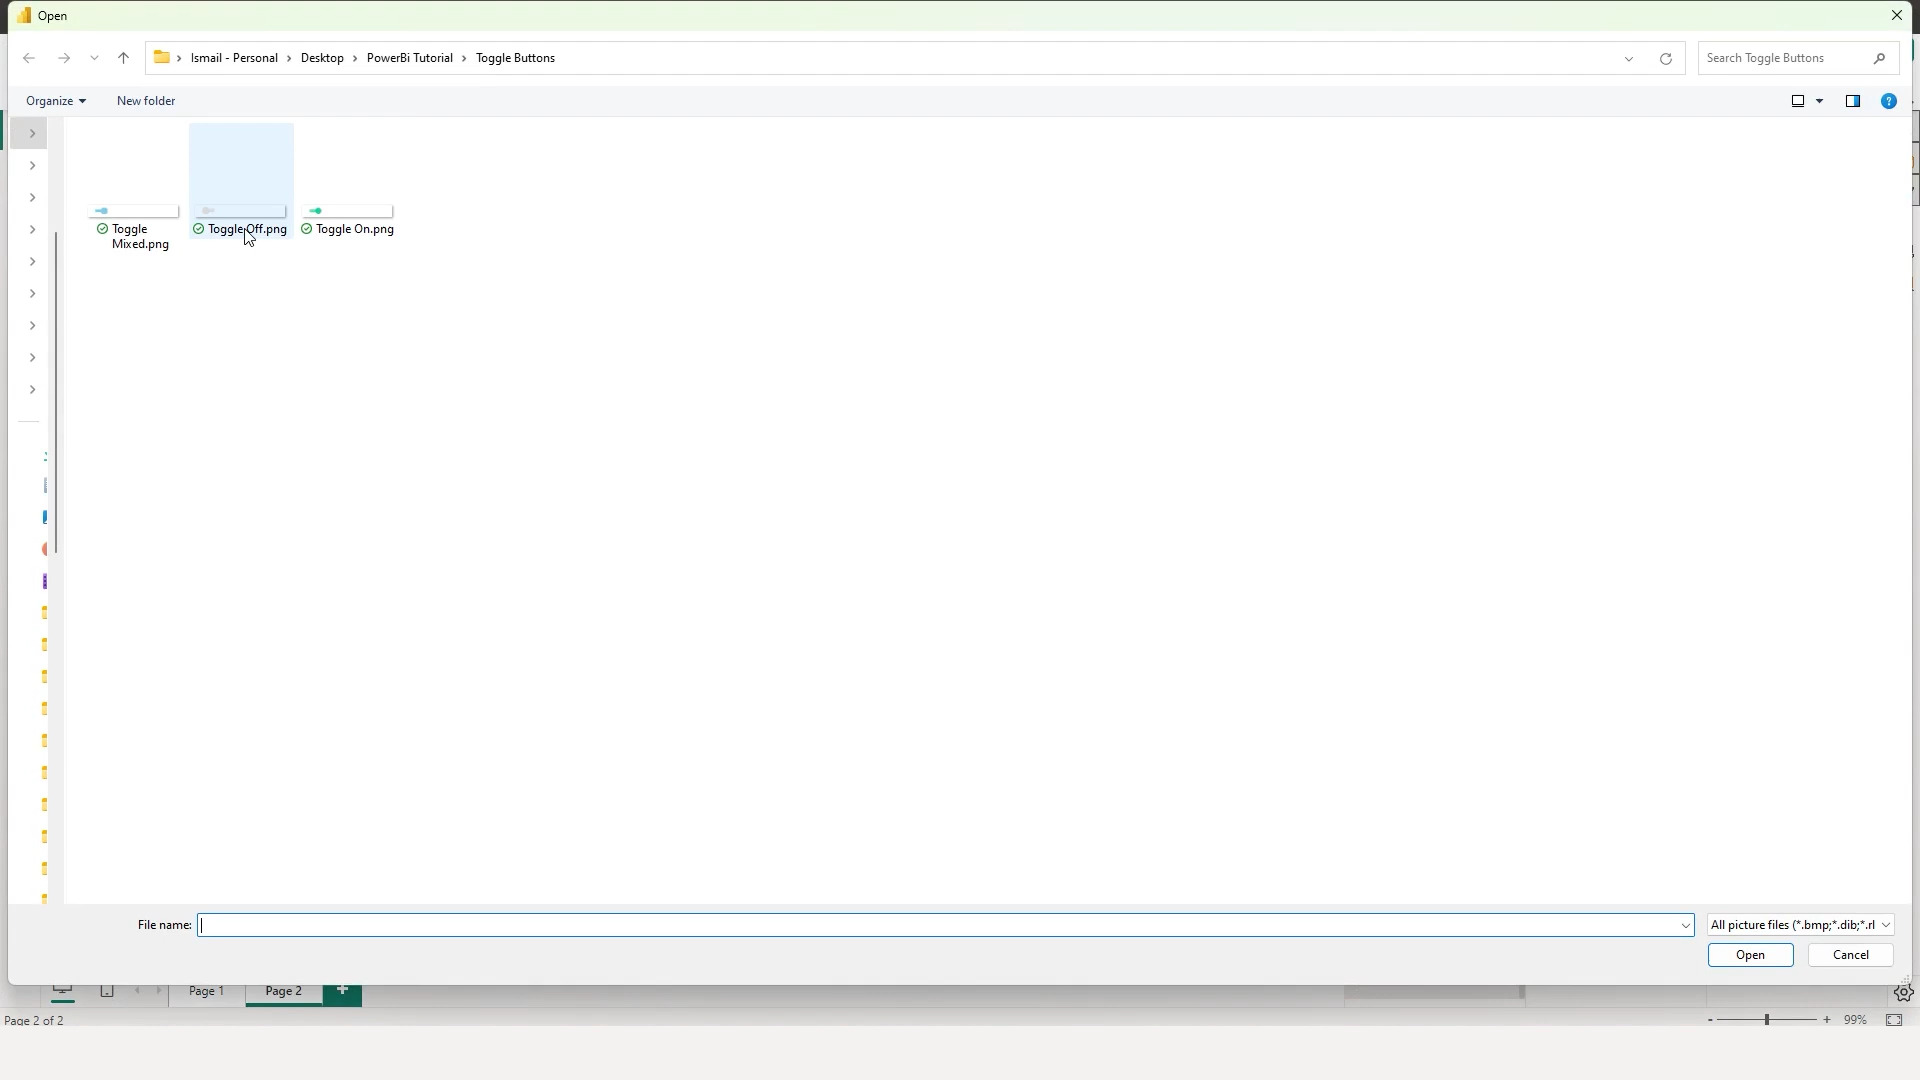 Open
Ismail - Personal > Desktop > PowerBi Tutorial > Toggle Buttons
Search Toggle Buttons
Organize
New folder
Toggle Mixed.png
Toggle Off.png
Toggle On.png
File name:
All picture files (*.bmp;*.dib;*.rl
Open
Cancel
Page 1
Page 2
Page 2 of 2
- + 99%